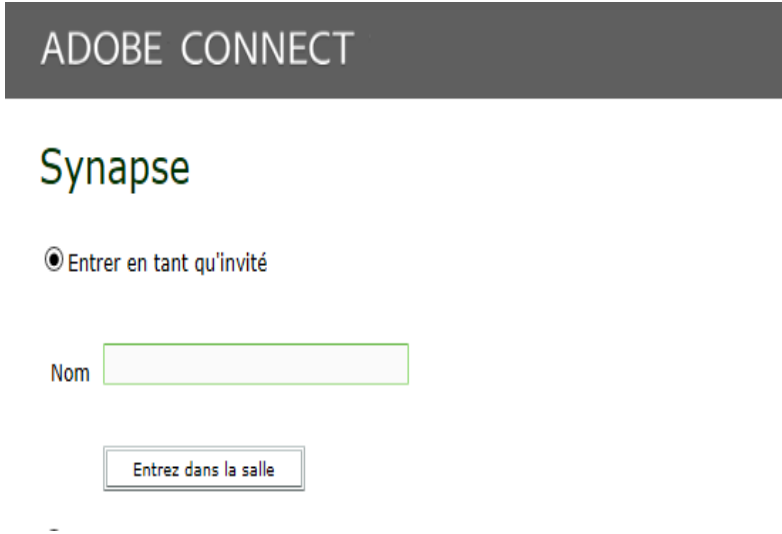 ADOBE CONNECT
Synapse
Entrer en tant qu'invité
Nom
Entrez dans la salle